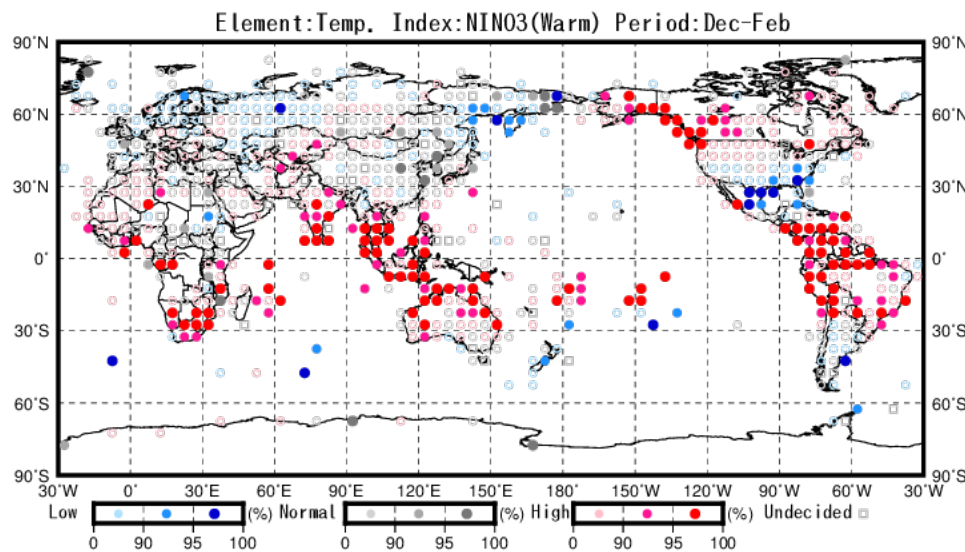 Element:Temp. Index:NINO3(Warm) Period:Dec-Feb
90°N 90°N
60°N 60°N
30°N 30°N
0° 0°
30°S 30°S
60°S 60°S
90°S 90°S
30°W 0° 30°E 60°E 90°E 120°E 150°E 180° 150°W 120°W 90°W 60°W 30°W
Low (%) Normal (%) High (%) Undecided
0 90 95 100 0 90 95 100 0 90 95 100